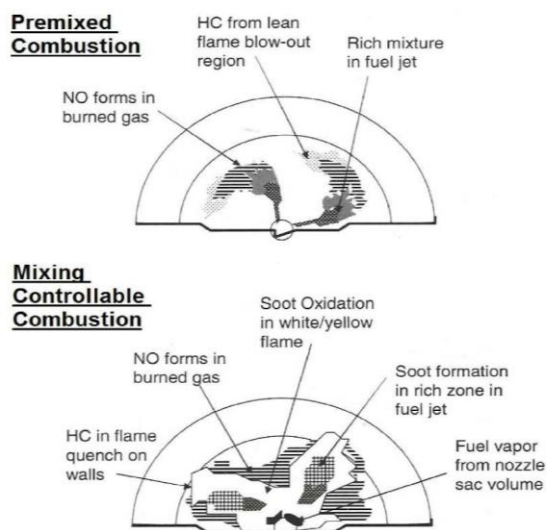 Premixed
Combustion
HC from lean
flame blow-out
region
Rich mixture
in fuel jet
NO forms in
burned gas
Mixing
Controllable
Combustion
Soot Oxidation
in white/yellow
flame
NO forms in
burned gas
Soot formation
in rich zone in
fuel jet
HC in flame
quench on
walls
Fuel vapor
from nozzle
sac volume